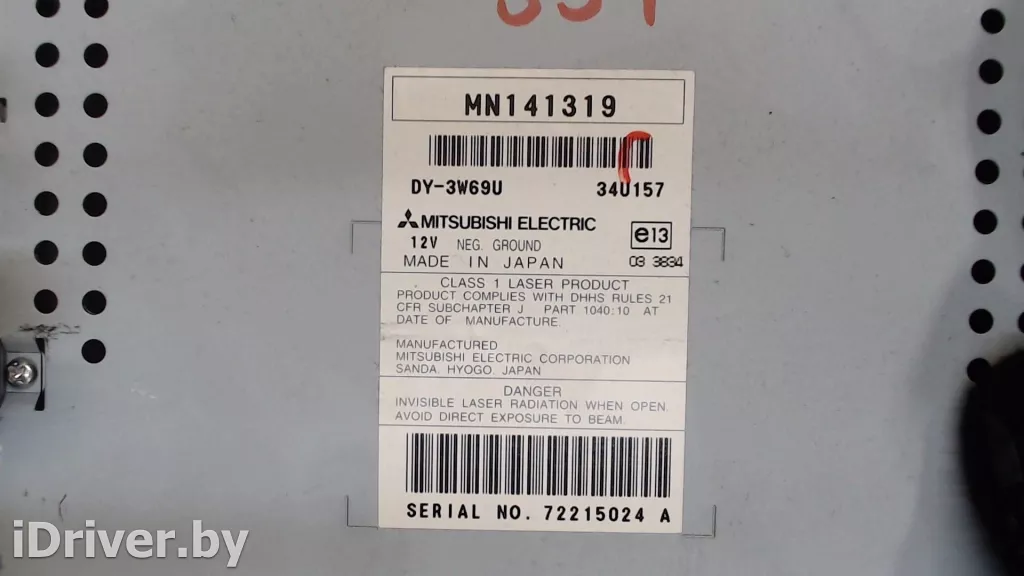 MN141319
DY-3W69U 34U157
MITSUBISHI ELECTRIC
12V NEG. GROUND e13
MADE IN JAPAN 03 3834
CLASS 1 LASER PRODUCT
PRODUCT COMPLIES WITH DHHS RULES 21
CFR SUBCHAPTER J PART 1040:10 AT
DATE OF MANUFACTURE.
MANUFACTURED
MITSUBISHI ELECTRIC CORPORATION
SANDA, HYOGO, JAPAN
DANGER
INVISIBLE LASER RADIATION WHEN OPEN.
AVOID DIRECT EXPOSURE TO BEAM.
SERIAL NO. 72215024 A
iDriver.by